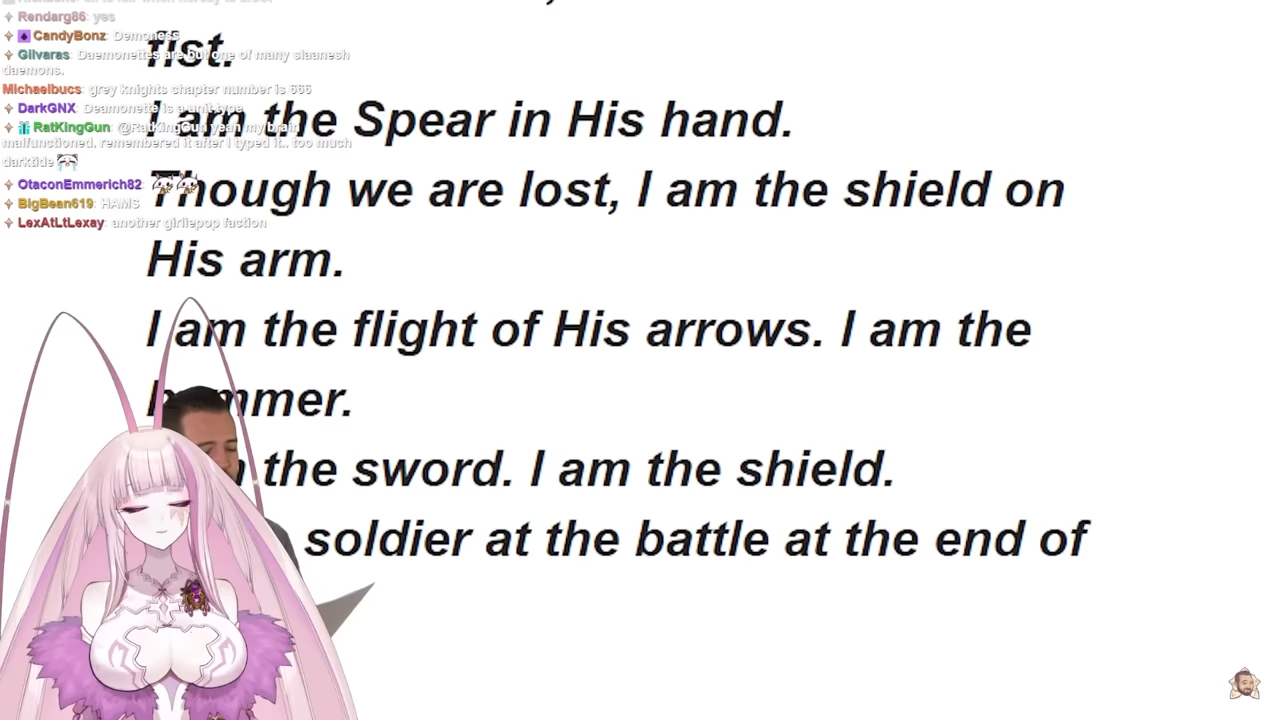 Rendarg86: yes
CandyBonz: Demoness
Gilvaras: Daemonettes are but one of many slaanesh
daemons.
Michaelbucs: grey knights chapter number is 666
DarkGNX: Deamonette is a unit type
RatKingGun: @RatKingGun yeah my brain
malfunctioned. remembered it after I typed it.. too much
darktide
OtaconEmmerich82:
BigBean619: HAMS
LexAtLtLexay: another girliepop faction
fist.
I am the Spear in His hand.
Though we are lost, I am the shield on
His arm.
I am the flight of His arrows. I am the
hammer.
the sword. I am the shield.
soldier at the battle at the end of